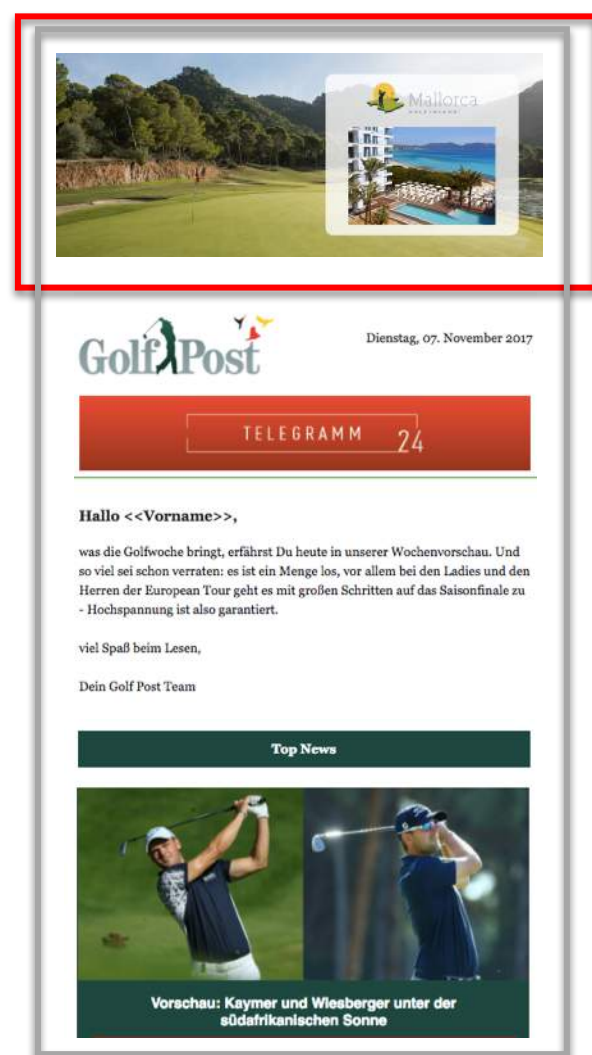 Mallorca
GOLF ISLAND
Golf Post
Dienstag, 07. November 2017
TELEGRAMM 24
Hallo <<Vorname>>,
was die Golfwoche bringt, erfährst Du heute in unserer Wochenvorschau. Und
so viel sei schon verraten: es ist ein Menge los, vor allem bei den Ladies und den
Herren der European Tour geht es mit großen Schritten auf das Saisonfinale zu
- Hochspannung ist also garantiert.
viel Spaß beim Lesen,
Dein Golf Post Team
Top News
Vorschau: Kaymer und Wiesberger unter der
südafrikanischen Sonne